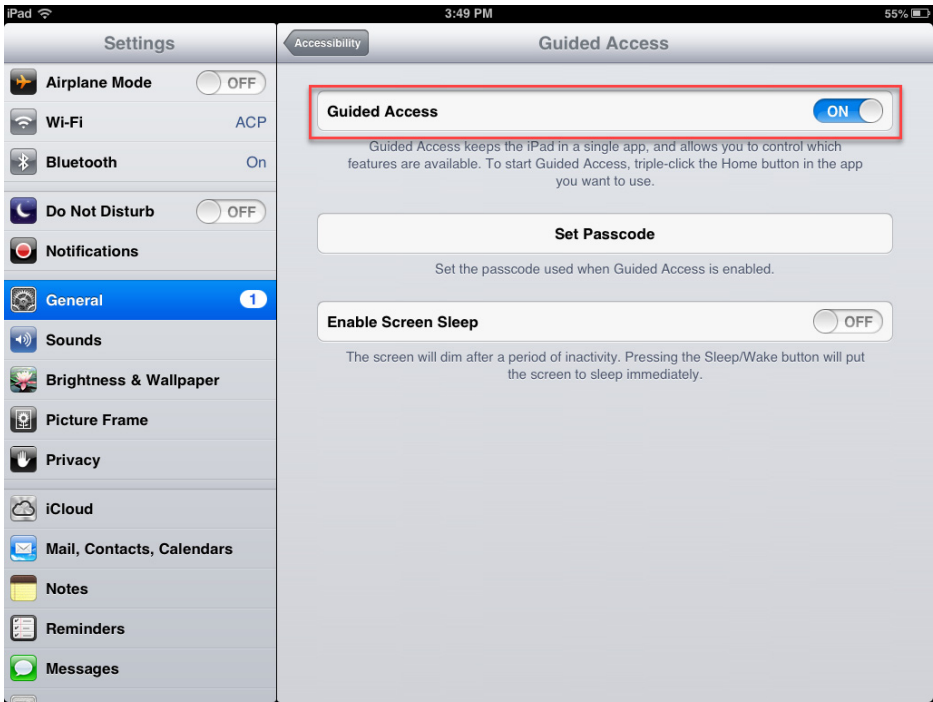 iPad 3:49 PM 55%
Settings
Airplane Mode OFF
Wi-Fi ACP
Bluetooth On
Do Not Disturb OFF
Notifications
General 1
Sounds
Brightness & Wallpaper
Picture Frame
Privacy
iCloud
Mail, Contacts, Calendars
Notes
Reminders
Messages
Accessibility Guided Access
Guided Access ON
Guided Access keeps the iPad in a single app, and allows you to control which
features are available. To start Guided Access, triple-click the Home button in the app
you want to use.
Set Passcode
Set the passcode used when Guided Access is enabled.
Enable Screen Sleep OFF
The screen will dim after a period of inactivity. Pressing the Sleep/Wake button will put
the screen to sleep immediately.